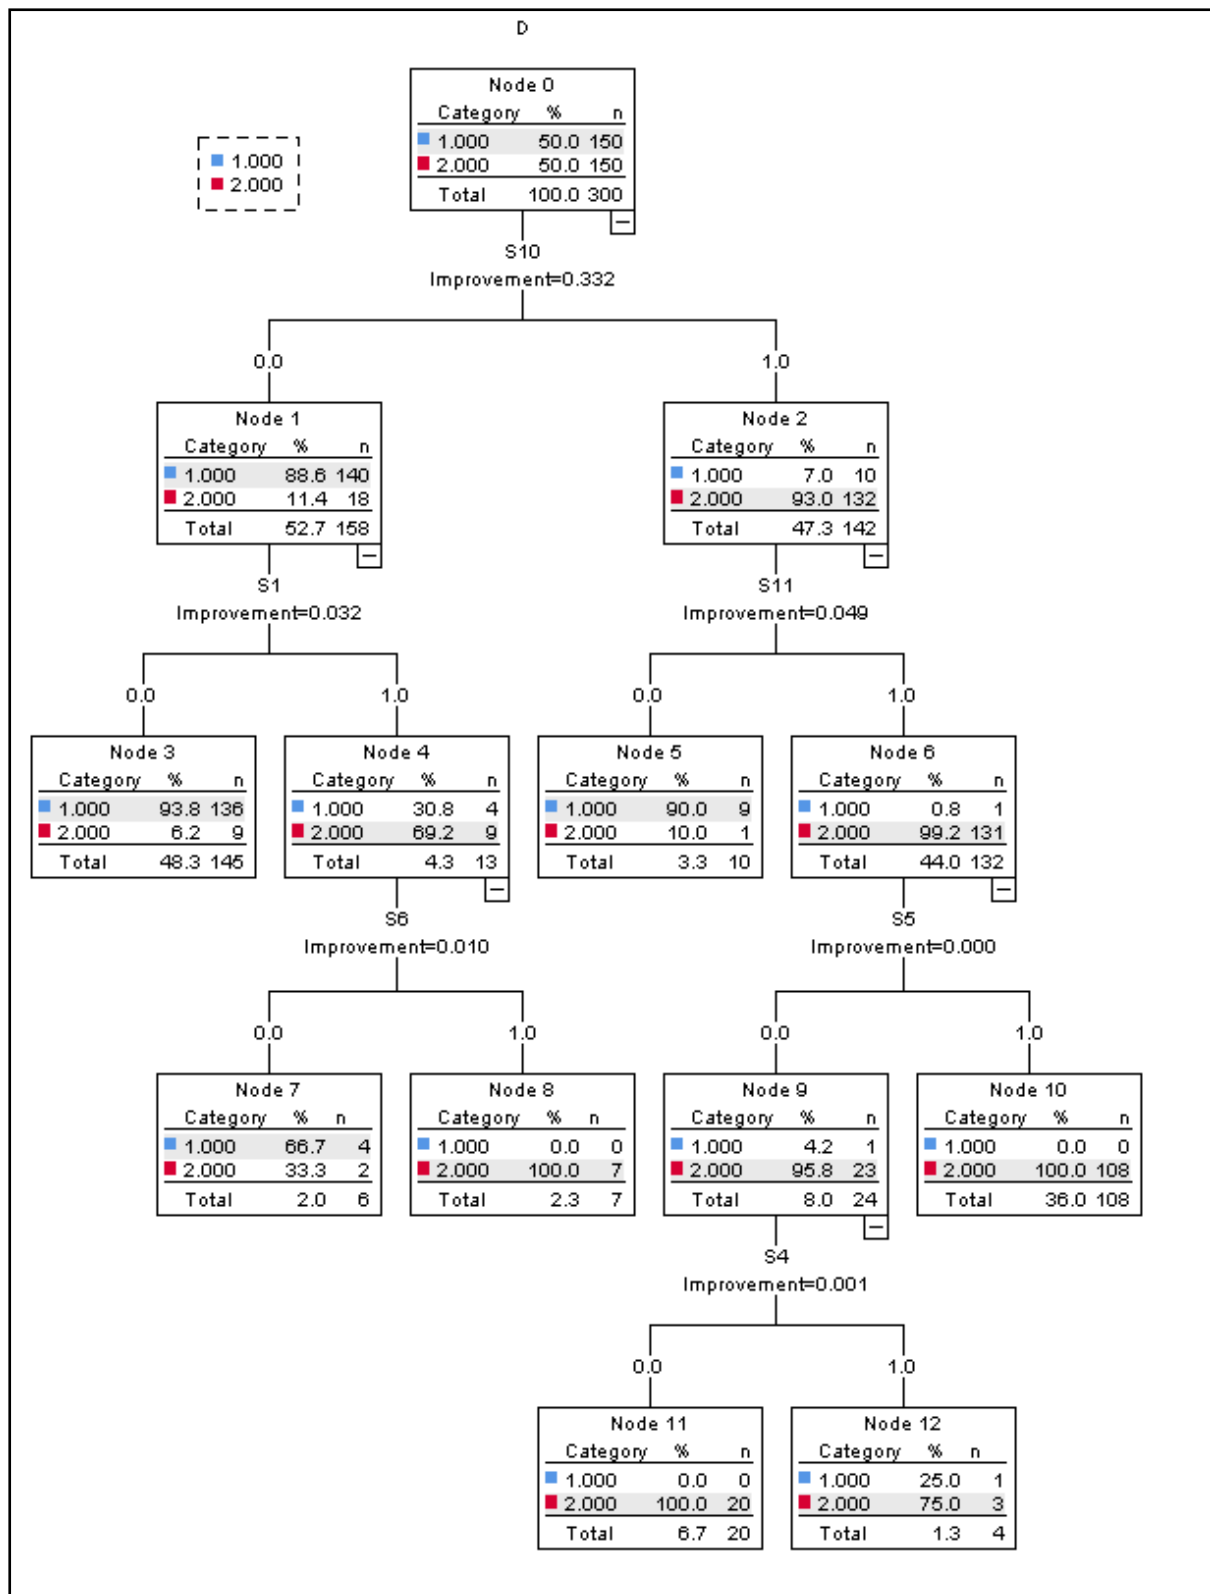 D
Node 0
Category % n
1.000 50.0 150
2.000 50.0 150
Total 100.0 300
1.000
2.000
S10
Improvement=0.332
0.0
1.0
Node 1
Category % n
1.000 88.6 140
2.000 11.4 18
Total 52.7 158
Node 2
Category % n
1.000 7.0 10
2.000 93.0 132
Total 47.3 142
S1
Improvement=0.032
S11
Improvement=0.049
0.0
1.0
0.0
1.0
Node 3
Category % n
1.000 93.8 136
2.000 6.2 9
Total 48.3 145
Node 4
Category % n
1.000 30.8 4
2.000 69.2 9
Total 4.3 13
Node 5
Category % n
1.000 90.0 9
2.000 10.0 1
Total 3.3 10
Node 6
Category % n
1.000 0.8 1
2.000 99.2 131
Total 44.0 132
S6
Improvement=0.010
S5
Improvement=0.000
0.0
1.0
0.0
1.0
Node 7
Category % n
1.000 66.7 4
2.000 33.3 2
Total 2.0 6
Node 8
Category % n
1.000 0.0 0
2.000 100.0 7
Total 2.3 7
Node 9
Category % n
1.000 4.2 1
2.000 95.8 23
Total 8.0 24
Node 10
Category % n
1.000 0.0 0
2.000 100.0 108
Total 36.0 108
S4
Improvement=0.001
0.0
1.0
Node 11
Category % n
1.000 0.0 0
2.000 100.0 20
Total 6.7 20
Node 12
Category % n
1.000 25.0 1
2.000 75.0 3
Total 1.3 4